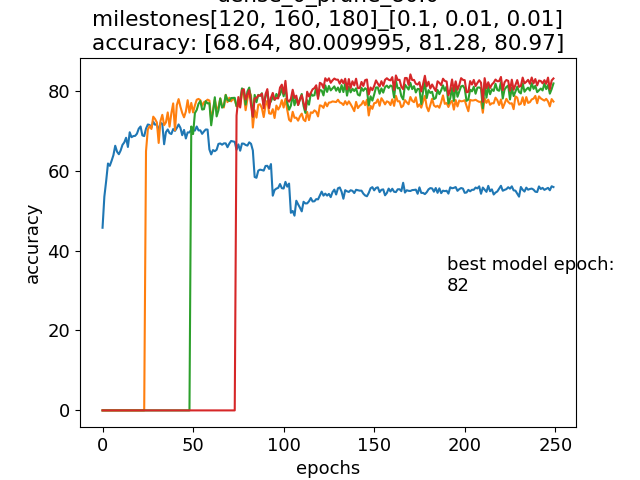 milestones[120, 160, 180]_[0.1, 0.01, 0.01]
accuracy: [68.64, 80.009995, 81.28, 80.97]
80
60
accuracy
40
best model epoch:
82
20
0
0 50 100 150 200 250
epochs